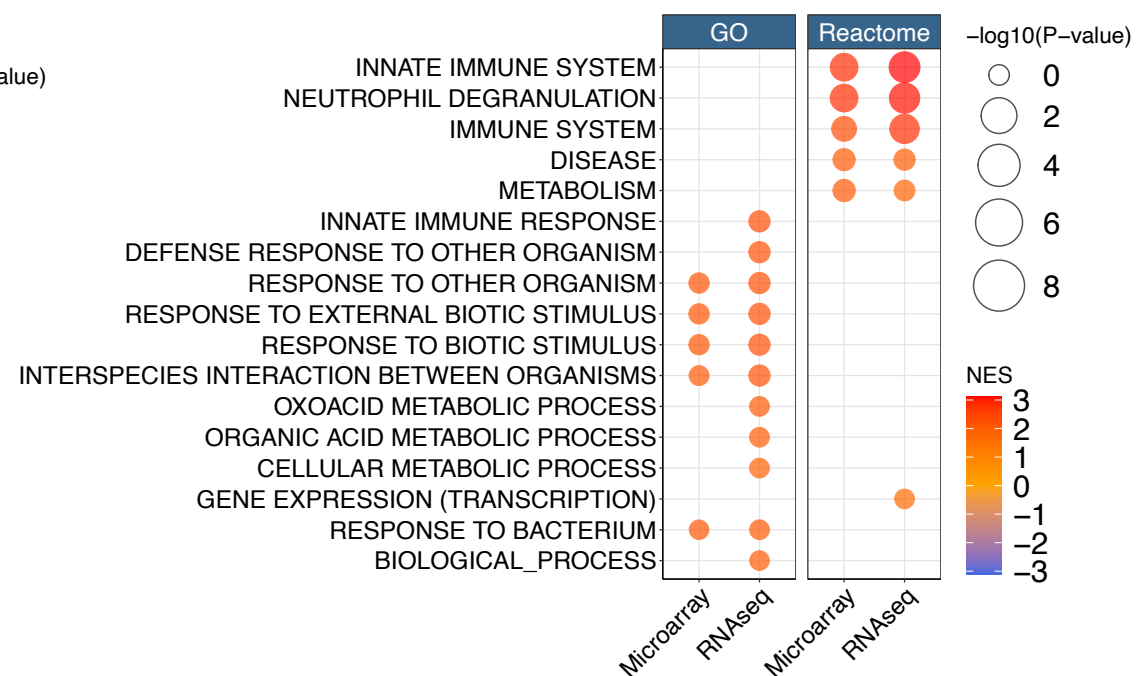 GO
Reactome
−log10(P−value)
alue)
INNATE IMMUNE SYSTEM
NEUTROPHIL DEGRANULATION
IMMUNE SYSTEM
DISEASE
METABOLISM
INNATE IMMUNE RESPONSE
DEFENSE RESPONSE TO OTHER ORGANISM
RESPONSE TO OTHER ORGANISM
RESPONSE TO EXTERNAL BIOTIC STIMULUS
RESPONSE TO BIOTIC STIMULUS
INTERSPECIES INTERACTION BETWEEN ORGANISMS
OXOACID METABOLIC PROCESS
ORGANIC ACID METABOLIC PROCESS
CELLULAR METABOLIC PROCESS
GENE EXPRESSION (TRANSCRIPTION)
RESPONSE TO BACTERIUM
BIOLOGICAL_PROCESS
Microarray
RNAseq
Microarray
RNAseq
0
2
4
6
8
NES
3
2
1
0
−1
−2
−3